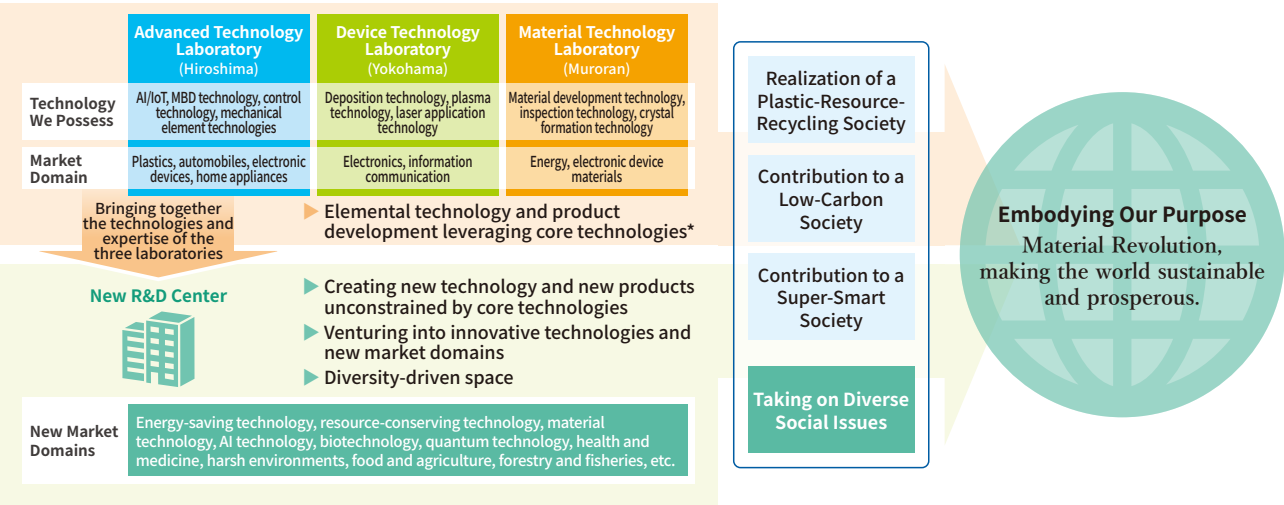 Advanced Technology
Laboratory
(Hiroshima)
Device Technology
Laboratory
(Yokohama)
Material Technology
Laboratory
(Muroran)
Technology
We Possess
AI/IoT, MBD technology, control
technology, mechanical
element technologies
Deposition technology, plasma
technology, laser application
technology
Material development technology,
inspection technology, crystal
formation technology
Market
Domain
Plastics, automobiles, electronic
devices, home appliances
Electronics, information
communication
Energy, electronic device
materials
Bringing together
the technologies and
expertise of the
three laboratories
Elemental technology and product
development leveraging core technologies*
New R&D Center
Creating new technology and new products
unconstrained by core technologies
Venturing into innovative technologies and
new market domains
Diversity-driven space
New Market
Domains
Energy-saving technology, resource-conserving technology, material
technology, AI technology, biotechnology, quantum technology, health and
medicine, harsh environments, food and agriculture, forestry and fisheries, etc.
Realization of a
Plastic-Resource-
Recycling Society
Contribution to a
Low-Carbon
Society
Contribution to a
Super-Smart
Society
Taking on Diverse
Social Issues
Embodying Our Purpose
Material Revolution,
making the world sustainable
and prosperous.